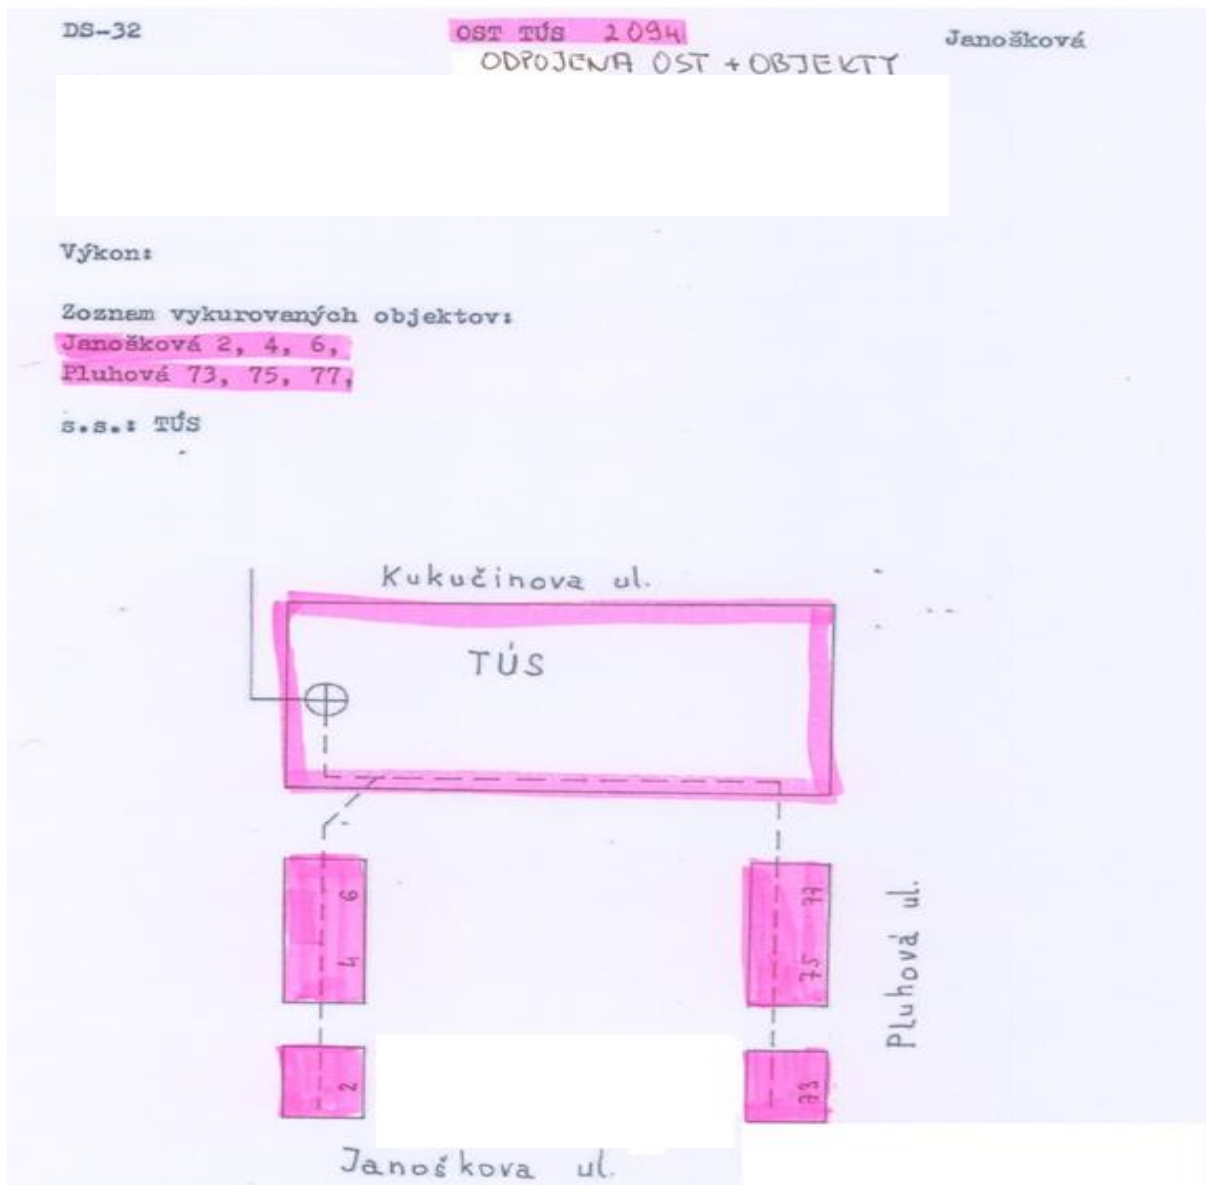 DS-32 OST TÚS 2094 Janošková
ODPOJENA OST + OBJEKTY
Výkon:
Zoznam vykurovaných objektov:
Janošková 2, 4, 6,
Pluhová 73, 75, 77,
s.s.: TÚS
Kukučinova ul.
TÚS
6
4
2
77
75
73
Pluhová ul.
Janoškova ul.